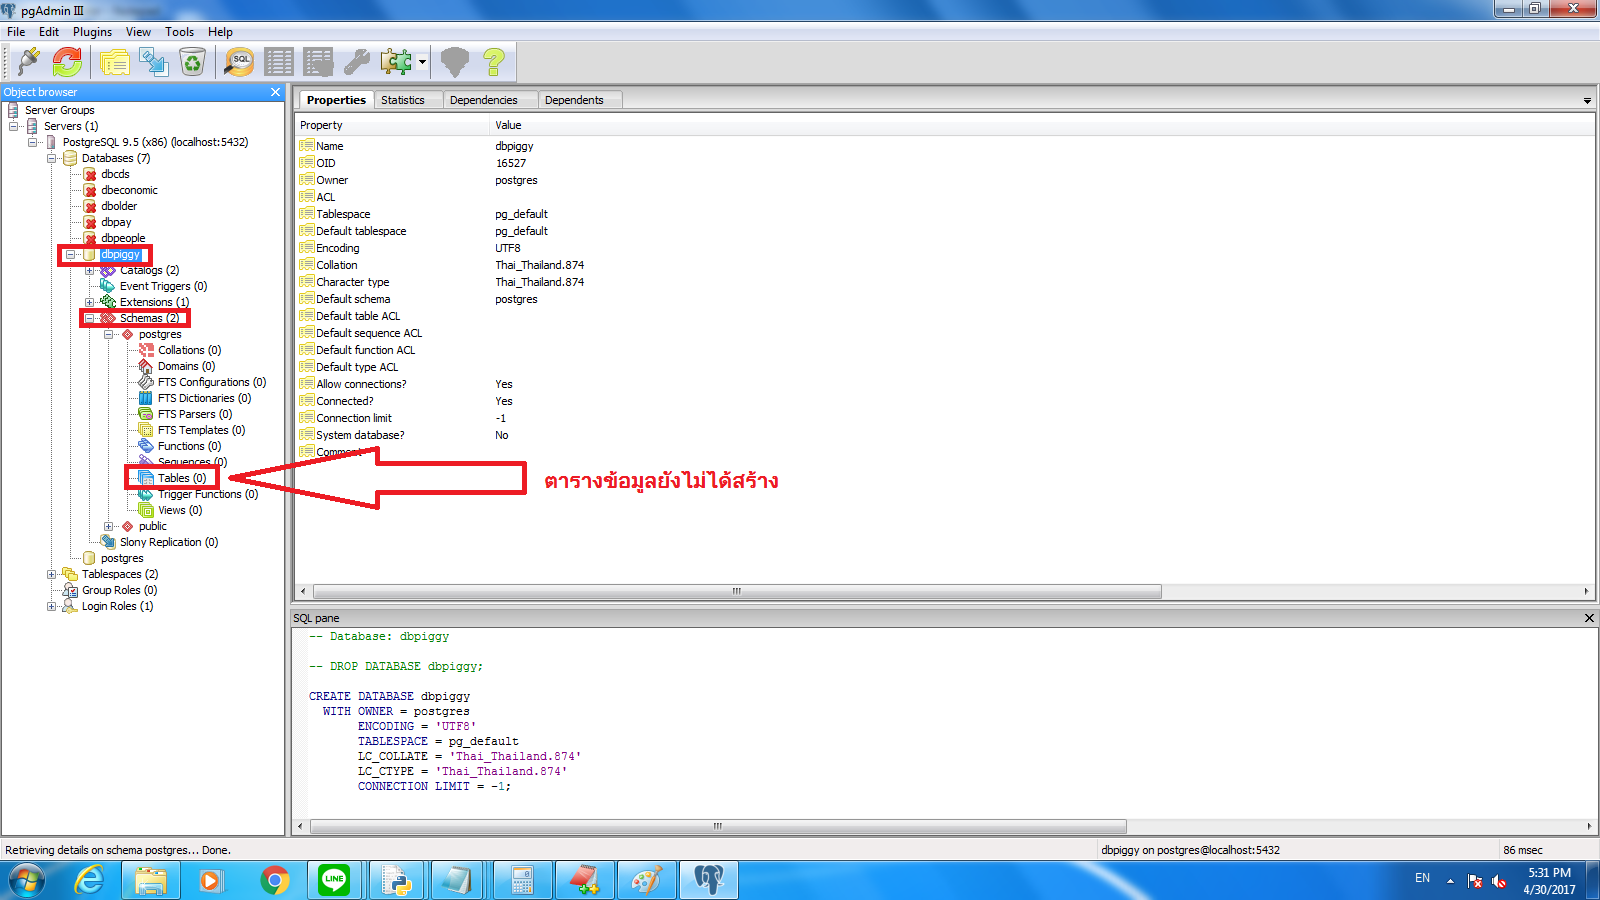 pgAdmin III
File Edit Plugins View Tools Help
SQL
Object browser
Server Groups
Servers (1)
PostgreSQL 9.5 (x86) (localhost:5432)
Databases (7)
dbcds
dbeconomic
dbolder
dbpay
dbpeople
dbpiggy
Catalogs (2)
Event Triggers (0)
Extensions (1)
Schemas (2)
postgres
Collations (0)
Domains (0)
FTS Configurations (0)
FTS Dictionaries (0)
FTS Parsers (0)
FTS Templates (0)
Functions (0)
Sequences (0)
Tables (0)
Trigger Functions (0)
Views (0)
public
Slony Replication (0)
postgres
Tablespaces (2)
Group Roles (0)
Login Roles (1)
Properties Statistics Dependencies Dependents
Property Value
Name dbpiggy
OID 16527
Owner postgres
ACL
Tablespace pg_default
Default tablespace pg_default
Encoding UTF8
Collation Thai_Thailand.874
Character type Thai_Thailand.874
Default schema postgres
Default table ACL
Default sequence ACL
Default function ACL
Default type ACL
Allow connections? Yes
Connected? Yes
Connection limit -1
System database? No
Comment
ตารางข้อมูลยังไม่ได้สร้าง
SQL pane
-- Database: dbpiggy
-- DROP DATABASE dbpiggy;
CREATE DATABASE dbpiggy
WITH OWNER = postgres
ENCODING = 'UTF8'
TABLESPACE = pg_default
LC_COLLATE = 'Thai_Thailand.874'
LC_CTYPE = 'Thai_Thailand.874'
CONNECTION LIMIT = -1;
Retrieving details on schema postgres... Done. dbpiggy on postgres@localhost:5432 86 msec
LINE
EN
5:31 PM
4/30/2017